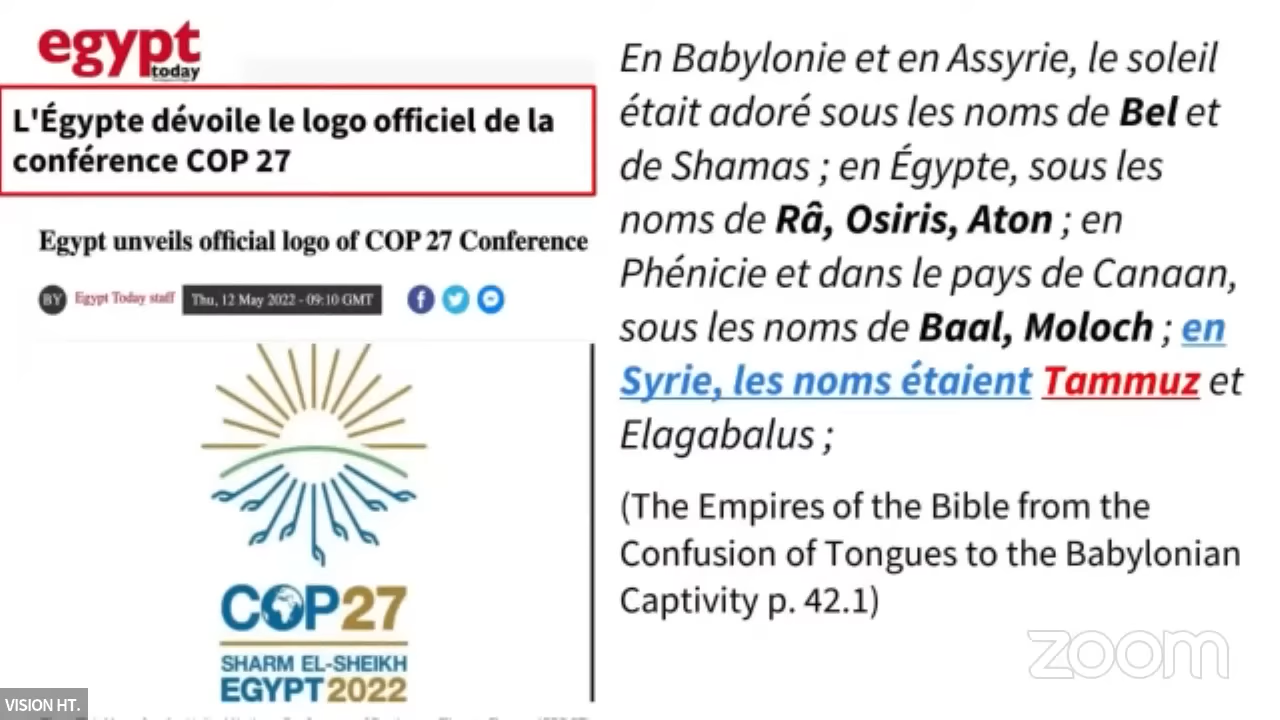 egypt
today
L'Égypte dévoile le logo officiel de la
conférence COP 27
Egypt unveils official logo of COP 27 Conference
BY Egypt Today staff Thu, 12 May 2022 - 09:10 GMT
COP27
SHARM EL-SHEIKH
EGYPT 2022
En Babylonie et en Assyrie, le soleil
était adoré sous les noms de Bel et
de Shamas ; en Égypte, sous les
noms de Râ, Osiris, Aton ; en
Phénicie et dans le pays de Canaan,
sous les noms de Baal, Moloch ; en
Syrie, les noms étaient Tammuz et
Elagabalus ;
(The Empires of the Bible from the
Confusion of Tongues to the Babylonian
Captivity p. 42.1)
zoom
VISION HT.